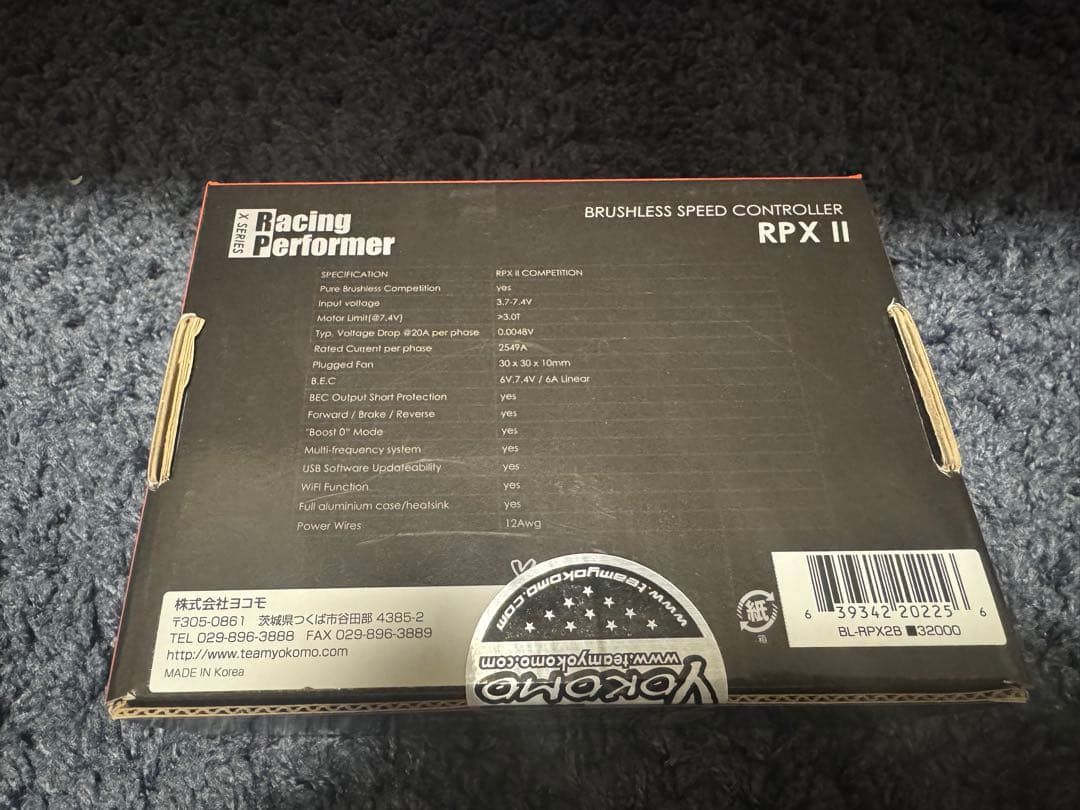 X SERIES
Racing
Performer
BRUSHLESS SPEED CONTROLLER
RPX II
SPECIFICATION RPX II COMPETITION
Pure Brushless Competition yes
Input voltage 3.7-7.4V
Motor Limit(@7.4V) >3.0T
Typ. Voltage Drop @20A per phase 0.0048V
Rated Current per phase 2549A
Plugged Fan 30 x 30 x 10mm
B.E.C 6V.7.4V / 6A Linear
BEC Output Short Protection yes
Forward / Brake / Reverse yes
"Boost 0" Mode yes
Multi-frequency system yes
USB Software Updateability yes
WiFI Function yes
Full aluminium case/heatsink yes
Power Wires 12Awg
株式会社ヨコモ
〒305-0861 茨城県つくば市谷田部 4385-2
TEL 029-896-3888 FAX 029-896-3889
http://www.teamyokomo.com
MADE IN Korea
www.teamyokomo.com
www.teamyokomo.com
YOKOMO
紙
箱
6 39342 20225 6
BL-RPX2B ■32000